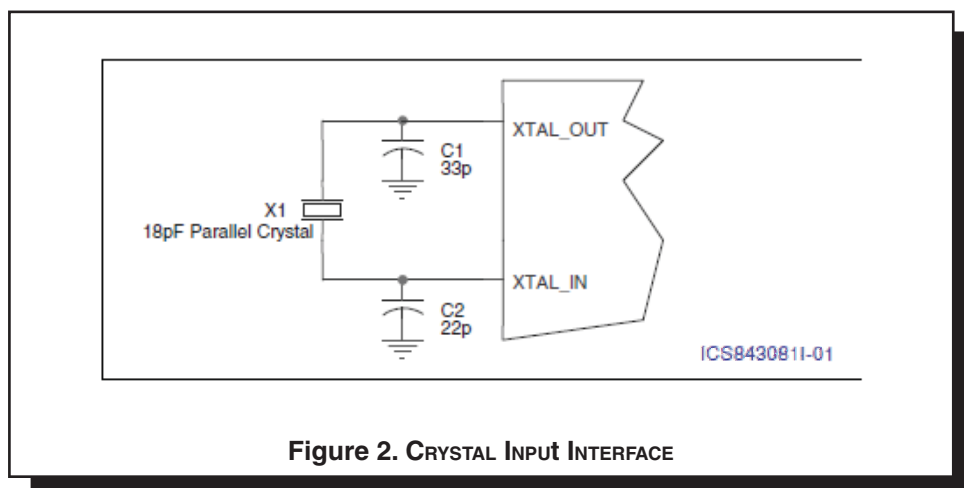 XTAL_OUT
C1
33p
X1
18pF Parallel Crystal
XTAL_IN
C2
22p
ICS843081I-01
Figure 2. CRYSTAL INPUt INTERFACE